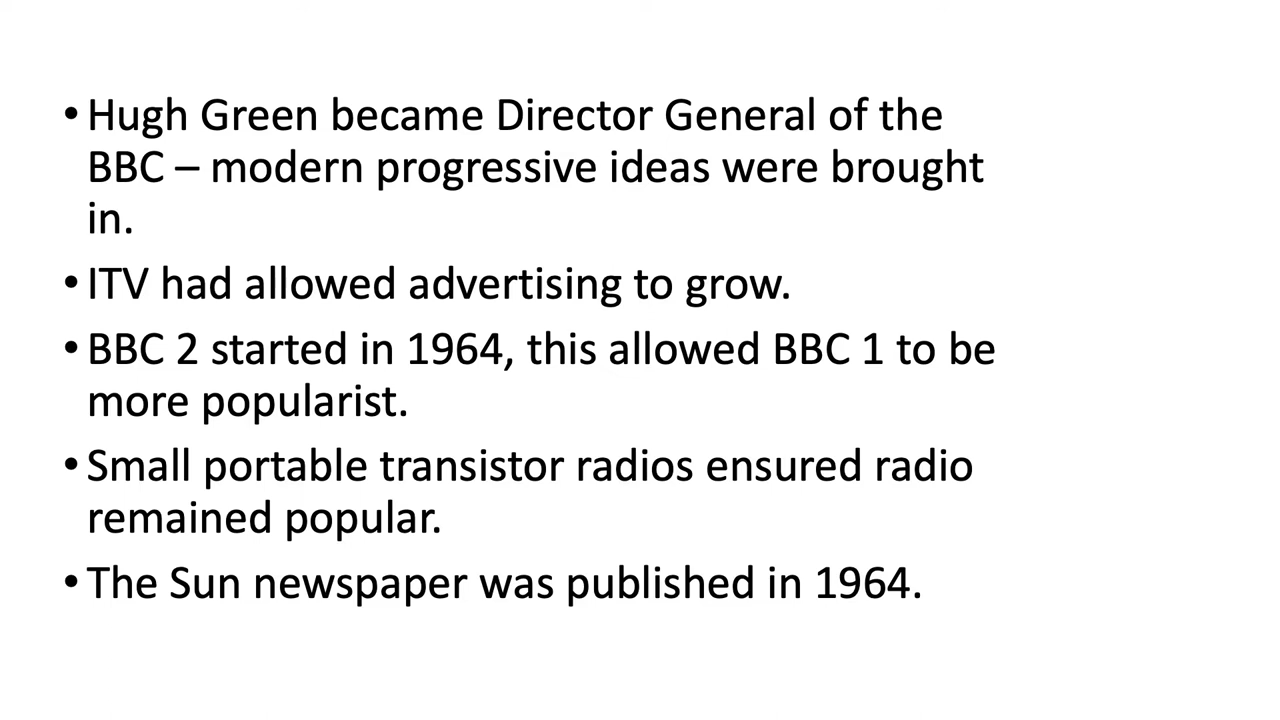 • Hugh Green became Director General of the
BBC – modern progressive ideas were brought
in.
• ITV had allowed advertising to grow.
• BBC 2 started in 1964, this allowed BBC 1 to be
more popularist.
• Small portable transistor radios ensured radio
remained popular.
• The Sun newspaper was published in 1964.